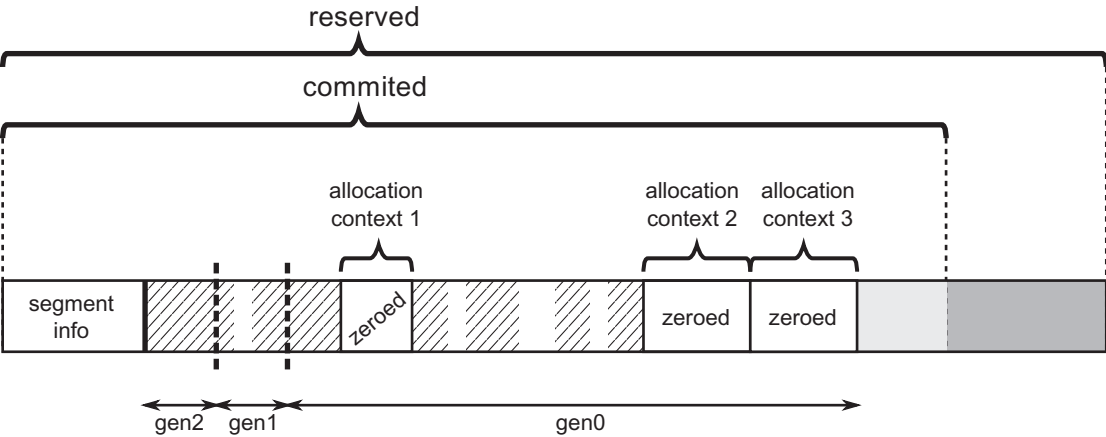 reserved
commited
allocation
context 1
allocation
context 2
allocation
context 3
segment
info
zeroed
zeroed
zeroed
gen2
gen1
gen0